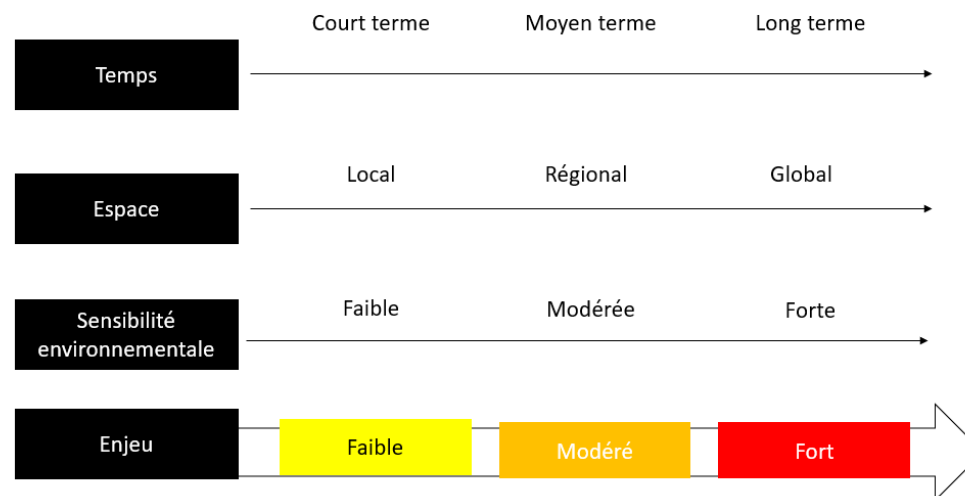 Court terme Moyen terme Long terme
Temps
Local Régional Global
Espace
Faible Modérée Forte
Sensibilité
environnementale
Enjeu Faible Modéré Fort